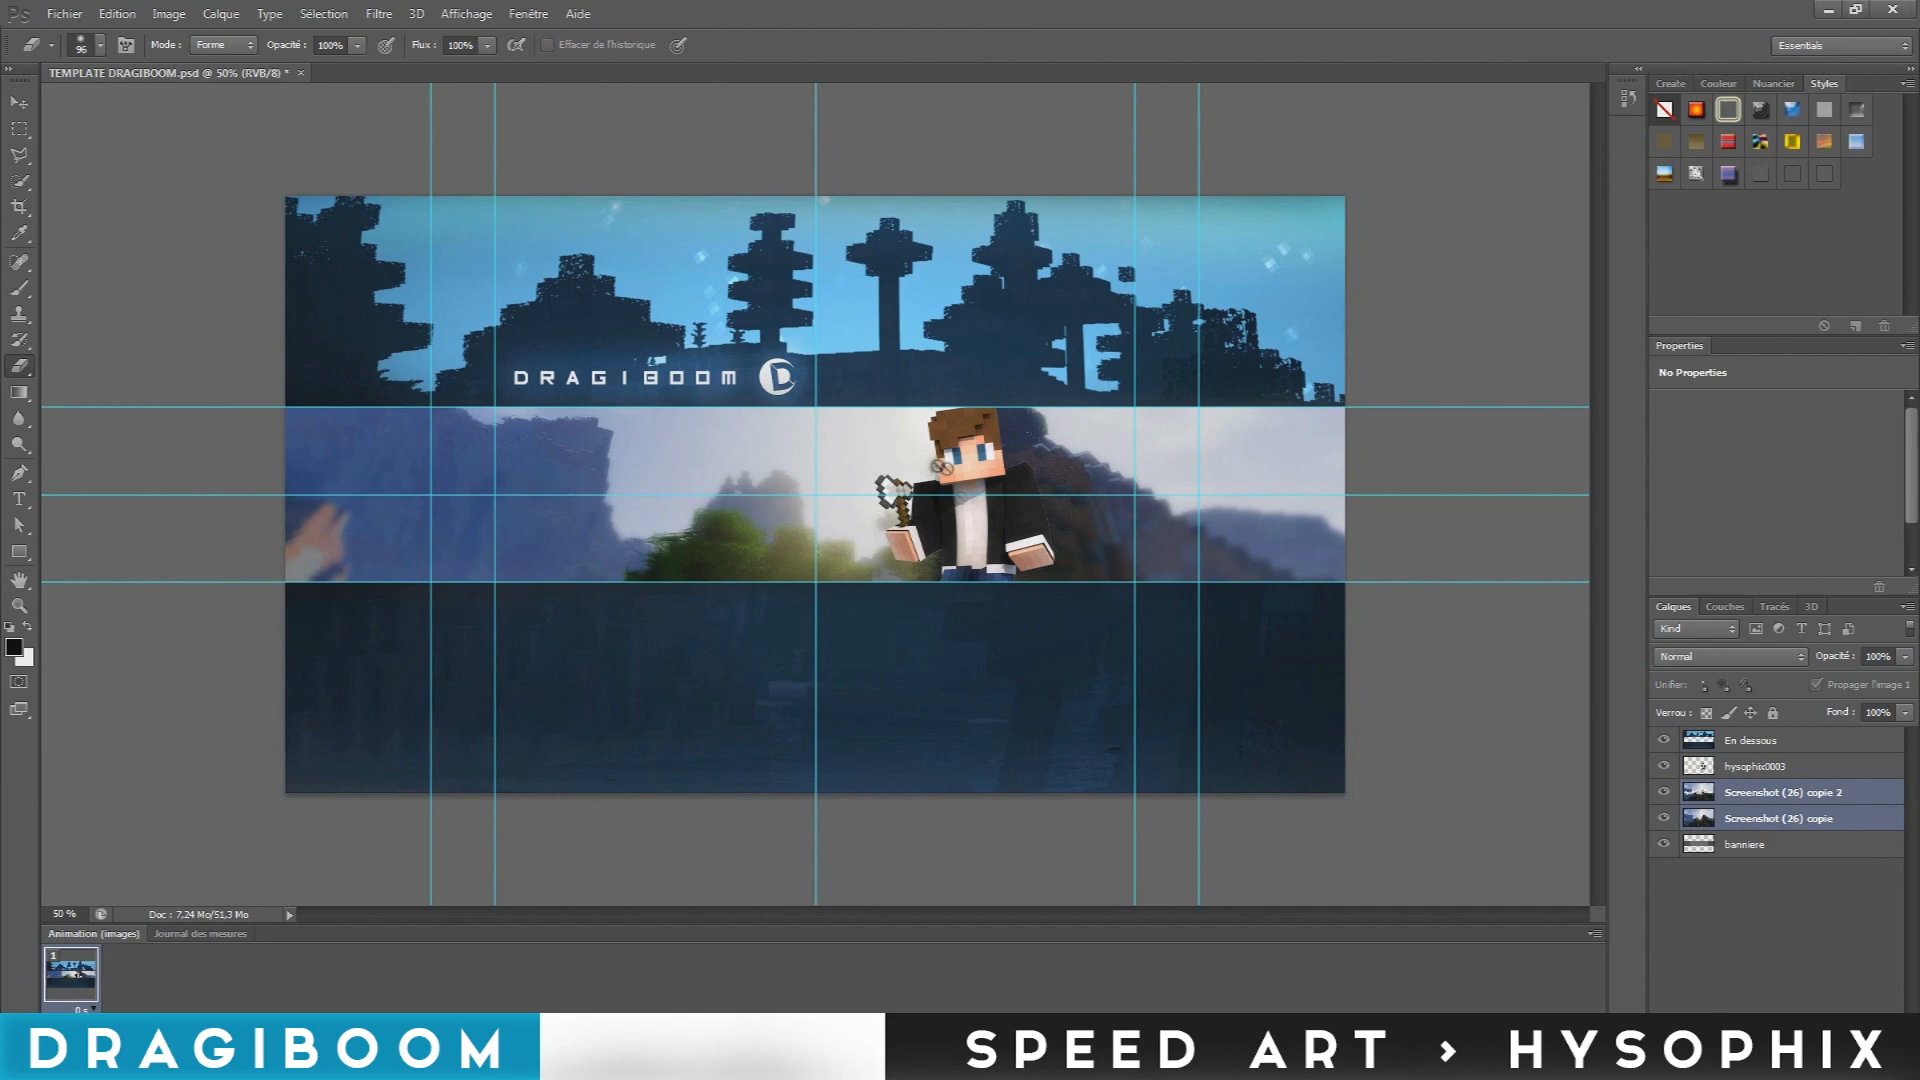 Ps Fichier Edition Image Calque Type Sélection Filtre 3D Affichage Fenêtre Aide
96 Mode : Forme Opacité : 100% Flux : 100% Effacer de l'historique Essentials
TEMPLATE DRAGIBOOM.psd @ 50% (RVB/8) * ×
Create Couleur Nuancier Styles
Properties
No Properties
DRAGIBOOM
Calques Couches Tracés 3D
Kind
Normal Opacité : 100%
Unifier: Propager l'image 1
Verrou : Fond : 100%
En dessous
hysophix0003
Screenshot (26) copie 2
Screenshot (26) copie
banniere
50 % Doc : 7,24 Mo/51,3 Mo
Animation (images) Journal des mesures
1
0 s
DRAGIBOOM SPEED ART > HYSOPHIX